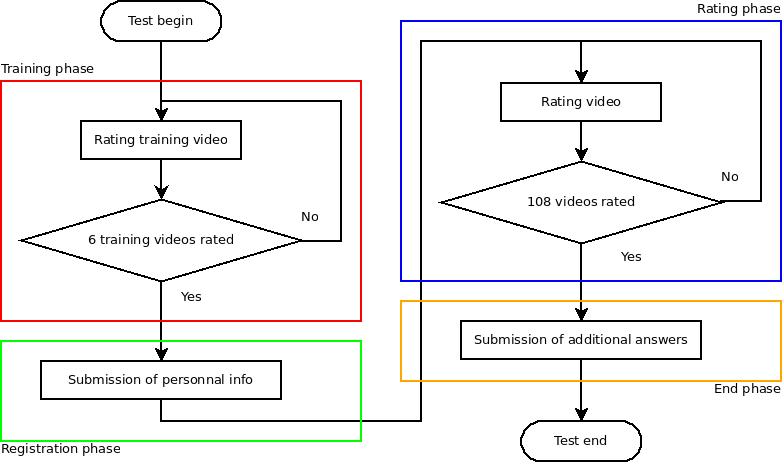 Test begin
Training phase
Rating training video
No
6 training videos rated
Yes
Submission of personnal info
Registration phase
Rating phase
Rating video
No
108 videos rated
Yes
Submission of additional answers
End phase
Test end